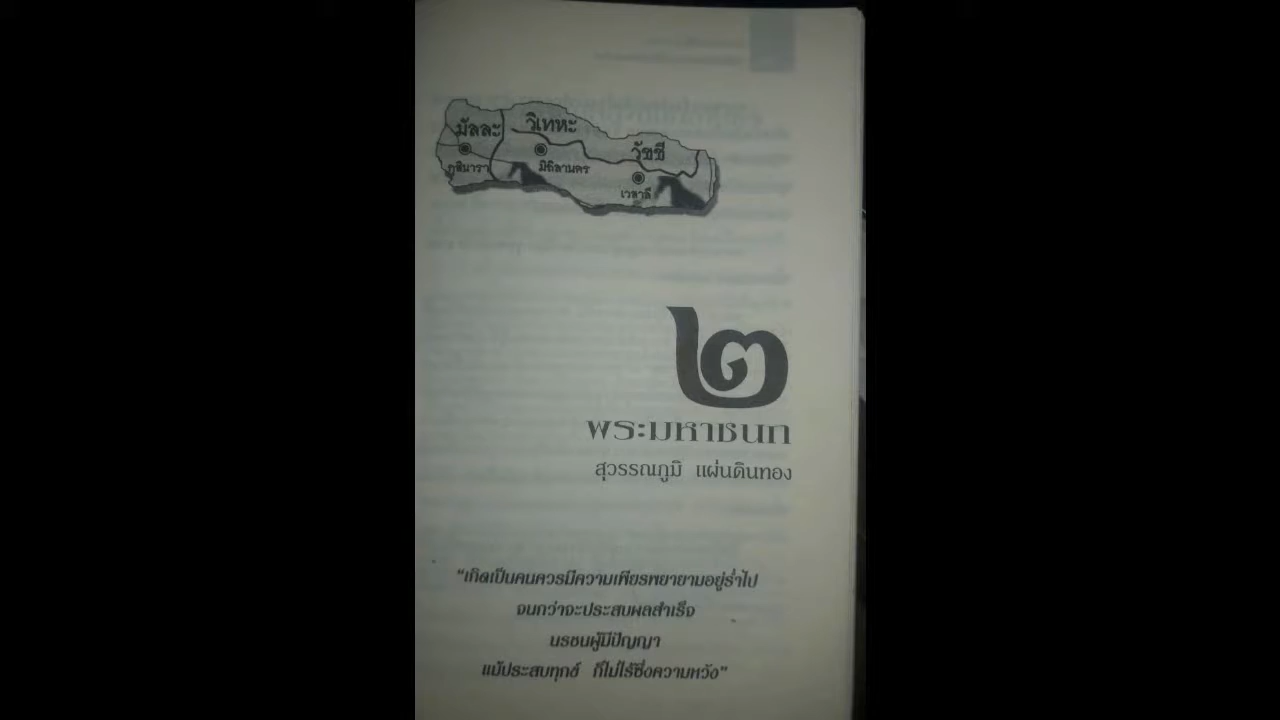 มัลละ วิเทหะ วัชชี
กุสินารา มิถิลานคร เวสาลี
๒
พระมหาชนก
สุวรรณภูมิ แผ่นดินทอง
“เกิดเป็นคนควรมีความเพียรพยายามอยู่ร่ำไป
จนกว่าจะประสบผลสำเร็จ
นรชนผู้มีปัญญา
แม้ประสบทุกข์ ก็ไม่ไร้ซึ่งความหวัง”